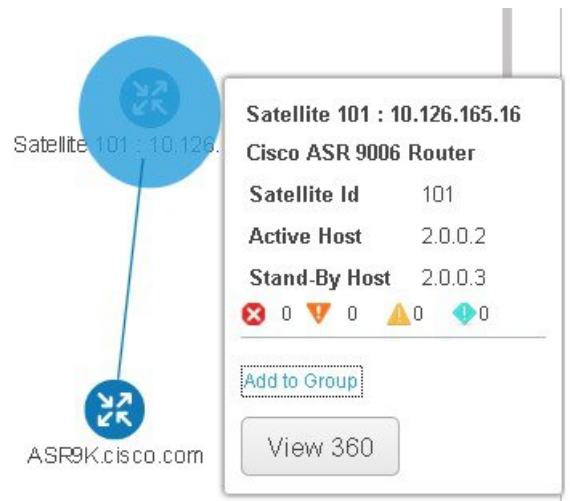 Satellite 101 : 10.126.
Satellite 101 : 10.126.165.16
Cisco ASR 9006 Router
Satellite Id 101
Active Host 2.0.0.2
Stand-By Host 2.0.0.3
0 0 0 0
Add to Group
View 360
ASR9K.cisco.com